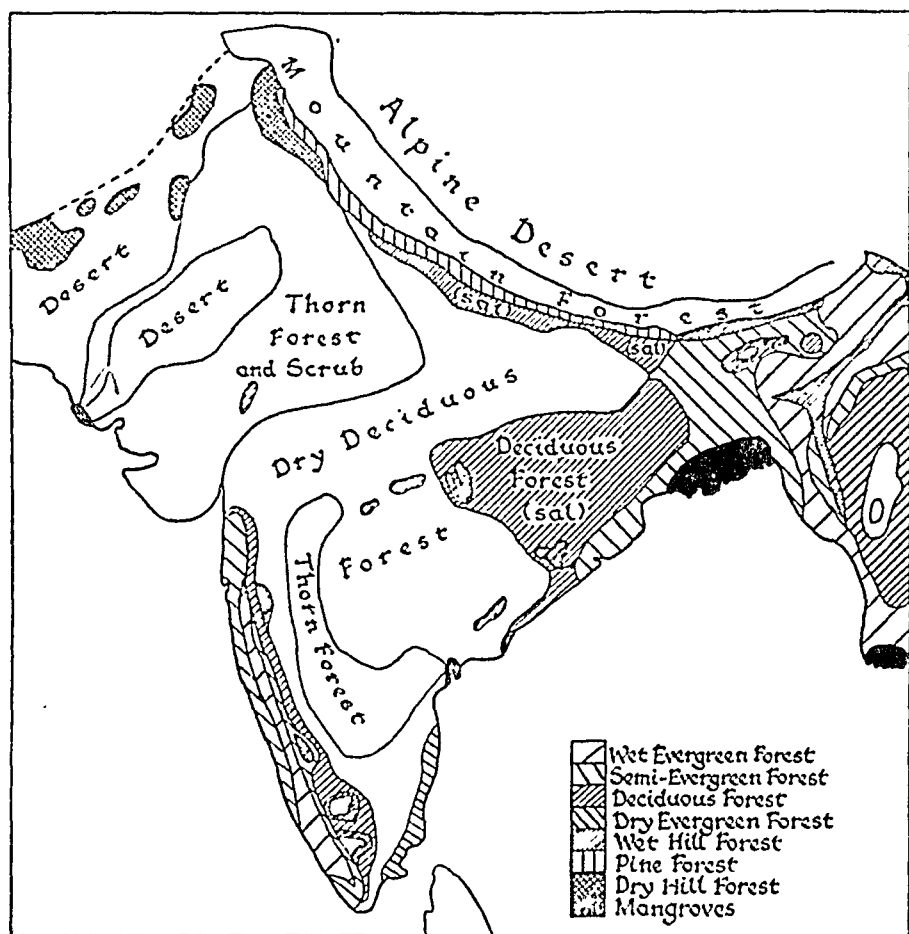 Mountain Forest
Alpine Desert
Desert
Desert
Thorn
Forest
and Scrub
(sal)
(sal)
Dry Deciduous
Forest
Deciduous
Forest
(sal)
Thorn Forest
Wet Evergreen Forest
Semi-Evergreen Forest
Deciduous Forest
Dry Evergreen Forest
Wet Hill Forest
Pine Forest
Dry Hill Forest
Mangroves